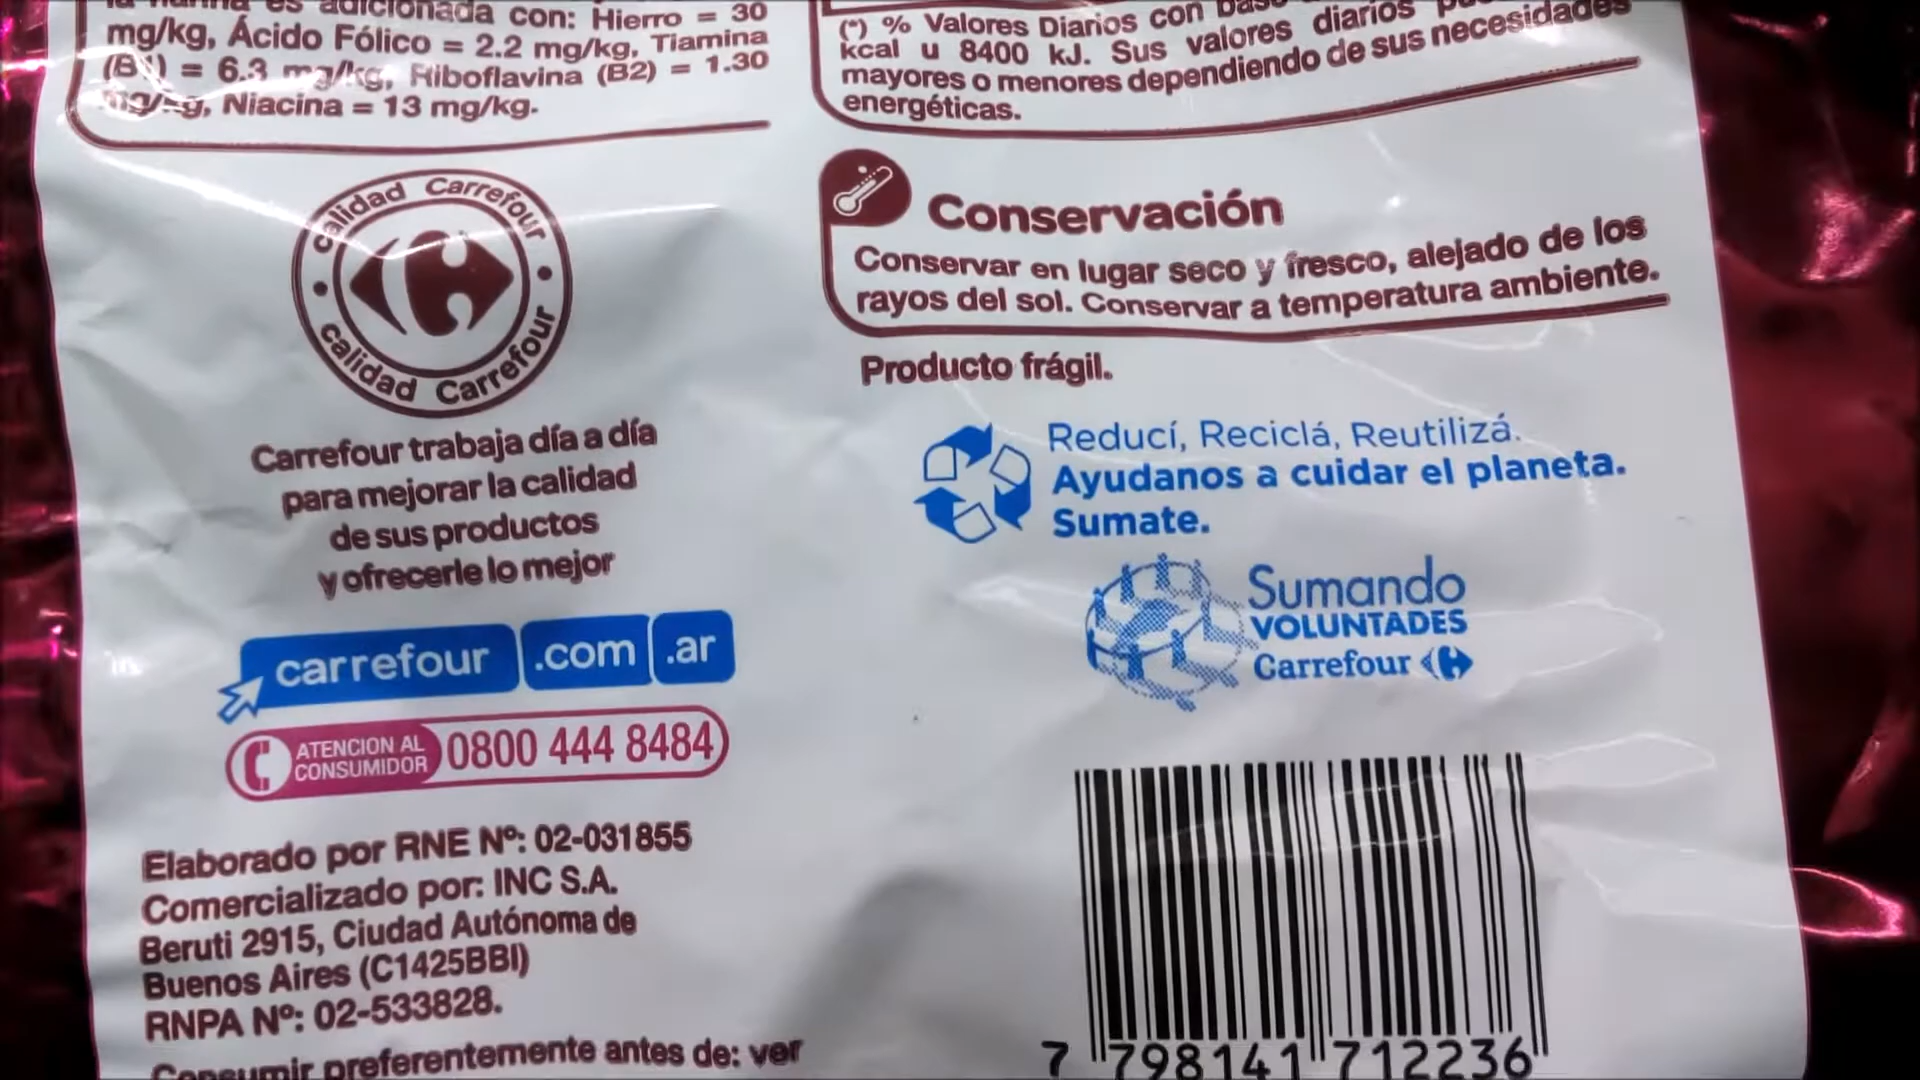 es adicionada con: Hierro = 30
mg/kg, Ácido Fólico = 2.2 mg/kg, Tiamina
(B1) = 6.3 mg/kg, Riboflavina (B2) = 1.30
mg/kg, Niacina = 13 mg/kg.
calidad Carrefour
calidad Carrefour
Carrefour trabaja día a día
para mejorar la calidad
de sus productos
y ofrecerle lo mejor
carrefour .com .ar
ATENCION AL
CONSUMIDOR
0800 444 8484
Elaborado por RNE Nº: 02-031855
Comercializado por: INC S.A.
Beruti 2915, Ciudad Autónoma de
Buenos Aires (C1425BBI)
RNPA Nº: 02-533828.
Consumir preferentemente antes de: ver
(*) % Valores Diarios con
kcal u 8400 kJ. Sus valores diarios
mayores o menores dependiendo de sus necesidades
energéticas.
Conservación
Conservar en lugar seco y fresco, alejado de los
rayos del sol. Conservar a temperatura ambiente.
Producto frágil.
Reducí, Reciclá, Reutilizá.
Ayudanos a cuidar el planeta.
Sumate.
Sumando
VOLUNTADES
Carrefour
7 798141 712236